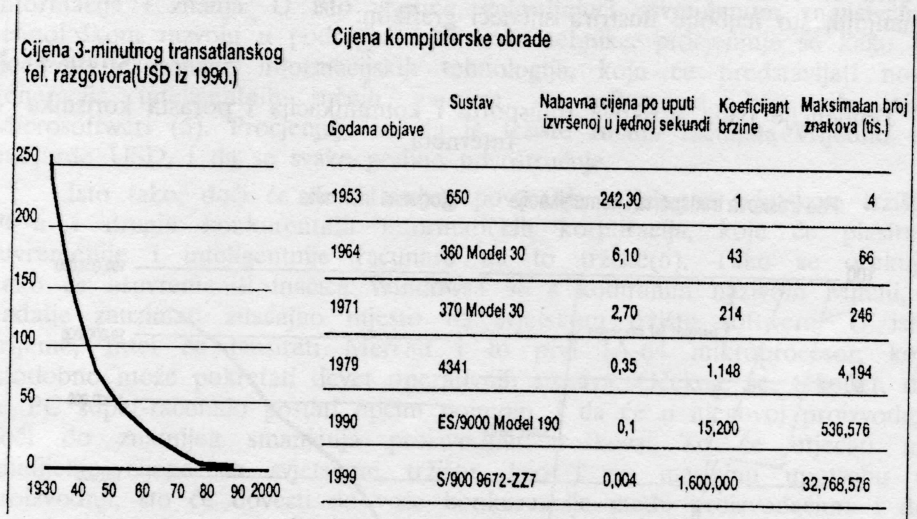 Cijena 3-minutnog transatlanskog
tel. razgovora(USD iz 1990.)
250
200
150
100
50
0
1930 50 70 80 90 2000
Cijena kompjutorske obrade
Godana objave Sustav Nabavna cijena po uputi izvršenoj u jednoj sekundi Koeficijant brzine Maksimalan broj znakova (tis.)
1953 650 242,30 1 4
1964 360 Model 30 6,10 43 66
1971 370 Model 30 2,70 214 246
1979 4341 0,35 1,148 4,194
1990 ES/9000 Model 190 0,1 15,200 536,576
1999 S/900 9672-ZZ7 0,004 1,600,000 32,768,576